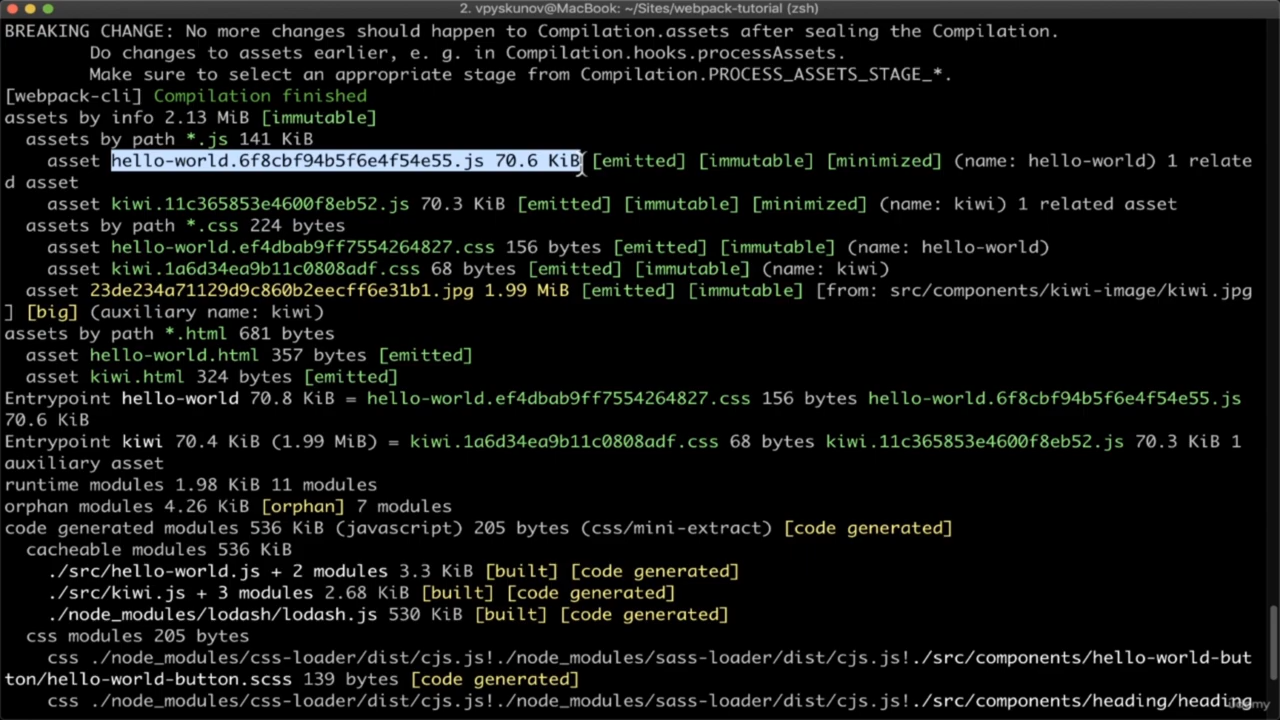 2. vpyskunov@MacBook: ~/Sites/webpack-tutorial (zsh)
BREAKING CHANGE: No more changes should happen to Compilation.assets after sealing the Compilation.
Do changes to assets earlier, e. g. in Compilation.hooks.processAssets.
Make sure to select an appropriate stage from Compilation.PROCESS_ASSETS_STAGE_*.
[webpack-cli] Compilation finished
assets by info 2.13 MiB [immutable]
assets by path *.js 141 KiB
asset hello-world.6f8cbf94b5f6e4f54e55.js 70.6 KiB [emitted] [immutable] [minimized] (name: hello-world) 1 relate
d asset
asset kiwi.11c365853e4600f8eb52.js 70.3 KiB [emitted] [immutable] [minimized] (name: kiwi) 1 related asset
assets by path *.css 224 bytes
asset hello-world.ef4dbab9ff7554264827.css 156 bytes [emitted] [immutable] (name: hello-world)
asset kiwi.1a6d34ea9b11c0808adf.css 68 bytes [emitted] [immutable] (name: kiwi)
asset 23de234a71129d9c860b2eecff6e31b1.jpg 1.99 MiB [emitted] [immutable] [from: src/components/kiwi-image/kiwi.jpg
] [big] (auxiliary name: kiwi)
assets by path *.html 681 bytes
asset hello-world.html 357 bytes [emitted]
asset kiwi.html 324 bytes [emitted]
Entrypoint hello-world 70.8 KiB = hello-world.ef4dbab9ff7554264827.css 156 bytes hello-world.6f8cbf94b5f6e4f54e55.js
70.6 KiB
Entrypoint kiwi 70.4 KiB (1.99 MiB) = kiwi.1a6d34ea9b11c0808adf.css 68 bytes kiwi.11c365853e4600f8eb52.js 70.3 KiB 1
auxiliary asset
runtime modules 1.98 KiB 11 modules
orphan modules 4.26 KiB [orphan] 7 modules
code generated modules 536 KiB (javascript) 205 bytes (css/mini-extract) [code generated]
cacheable modules 536 KiB
./src/hello-world.js + 2 modules 3.3 KiB [built] [code generated]
./src/kiwi.js + 3 modules 2.68 KiB [built] [code generated]
./node_modules/lodash/lodash.js 530 KiB [built] [code generated]
css modules 205 bytes
css ./node_modules/css-loader/dist/cjs.js!./node_modules/sass-loader/dist/cjs.js!./src/components/hello-world-but
ton/hello-world-button.scss 139 bytes [code generated]
css ./node_modules/css-loader/dist/cjs.js!./node_modules/sass-loader/dist/cjs.js!./src/components/heading/heading
Udemy